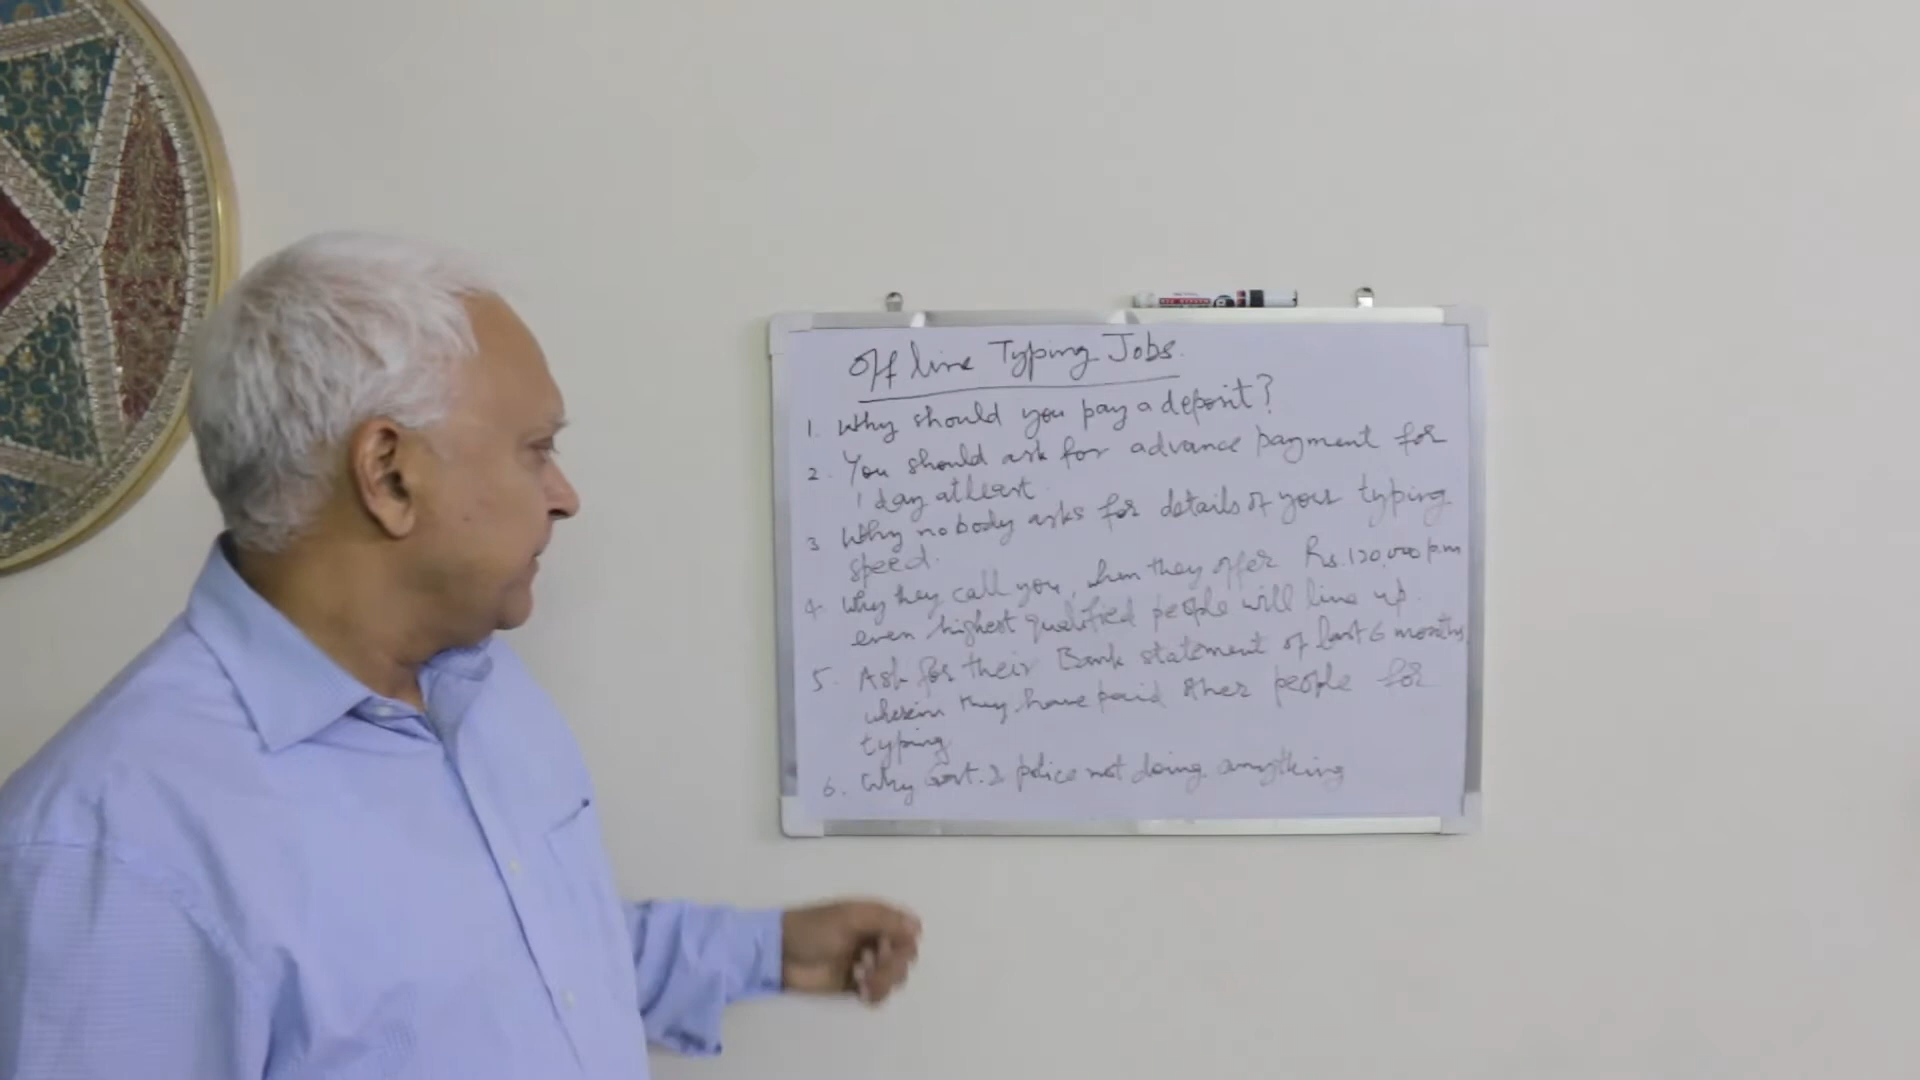 Off line Typing Jobs.
1. Why should you pay a deposit?
2. You should ask for advance payment for
1 day atleast
3 Why nobody asks for details of your typing
speed.
4. Why they call you, when they offer Rs. 120,000 p.m
even highest qualified people will line up.
5. Ask for their Bank statement of last 6 months
wherein they have paid other people for
typing
6. Why Govt. & police not doing anything